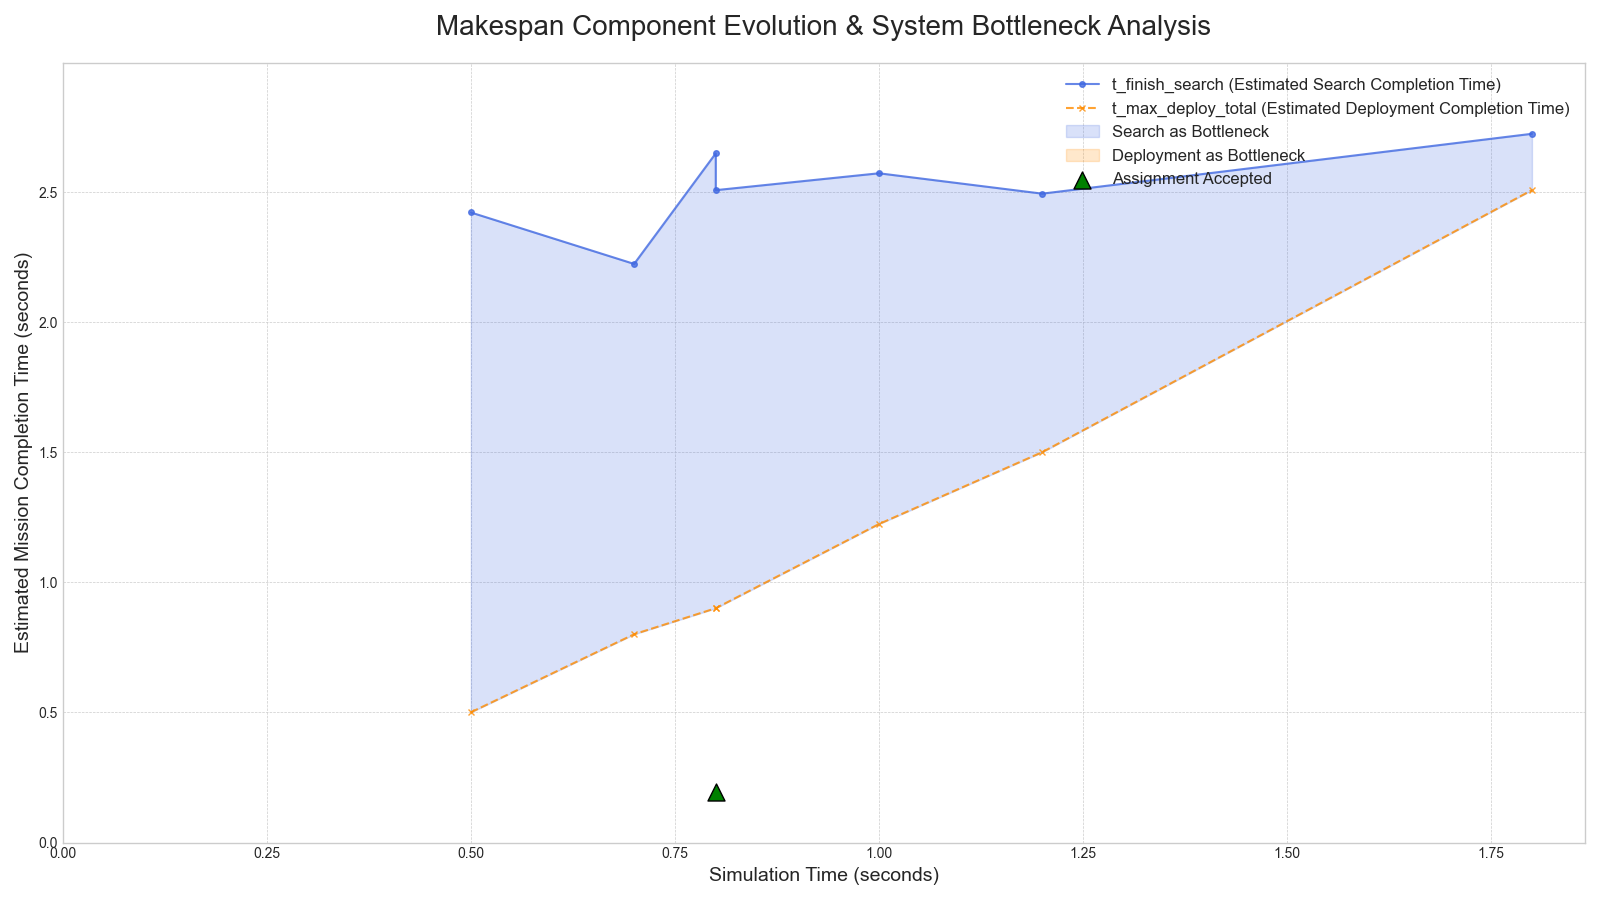 Makespan Component Evolution & System Bottleneck Analysis
t_finish_search (Estimated Search Completion Time)
t_max_deploy_total (Estimated Deployment Completion Time)
Search as Bottleneck
Deployment as Bottleneck
Assignment Accepted
Estimated Mission Completion Time (seconds)
2.5
2.0
1.5
1.0
0.5
0.0
0.00
0.25
0.50
0.75
1.00
1.25
1.50
1.75
Simulation Time (seconds)